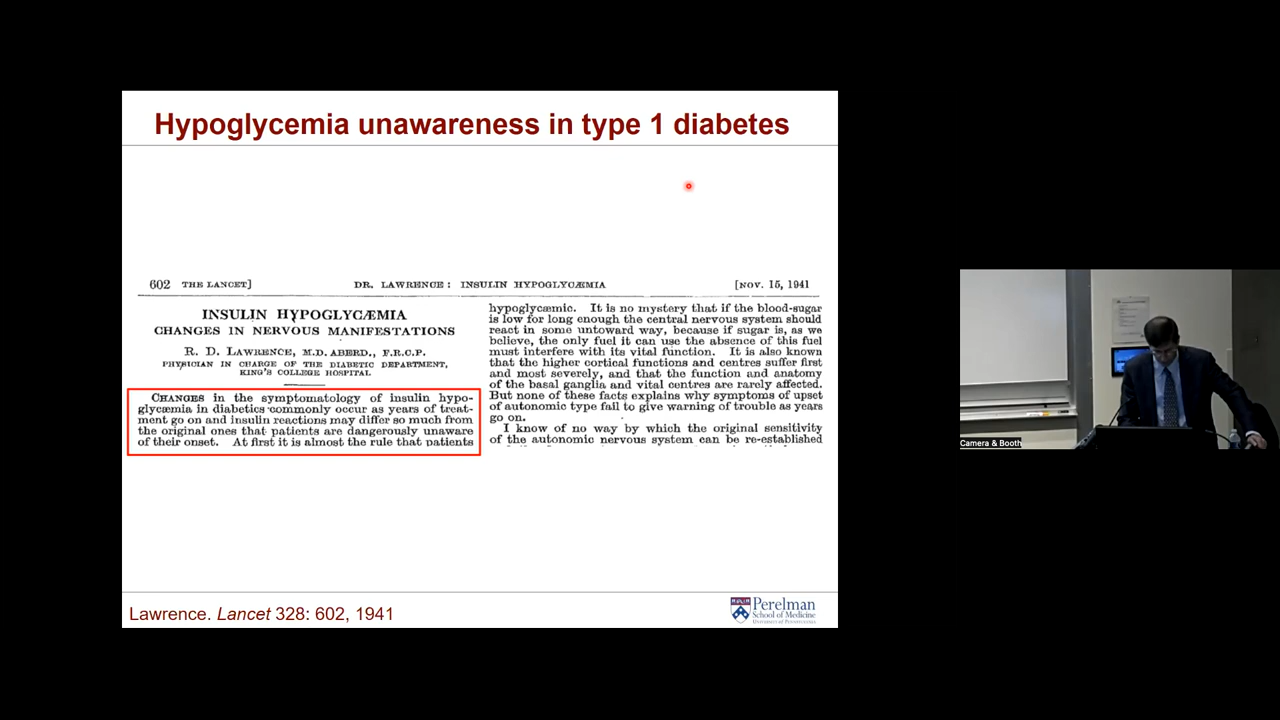 Hypoglycemia unawareness in type 1 diabetes
602 THE LANCET] DR. LAWRENCE : INSULIN HYPOGLYCÆMIA [NOV. 15, 1941
INSULIN HYPOGLYCÆMIA
CHANGES IN NERVOUS MANIFESTATIONS
R. D. LAWRENCE, M.D. ABERD., F.R.C.P.
PHYSICIAN IN CHARGE OF THE DIABETIC DEPARTMENT,
KING'S COLLEGE HOSPITAL
CHANGES in the symptomatology of insulin hypo-
glycæmia in diabetics commonly occur as years of treat-
ment go on and insulin reactions may differ so much from
the original ones that patients are dangerously unaware
of their onset. At first it is almost the rule that patients
hypoglycæmic. It is no mystery that if the blood-sugar
is low for long enough the central nervous system should
react in some untoward way, because if sugar is, as we
believe, the only fuel it can use the absence of this fuel
must interfere with its vital function. It is also known
that the higher cortical functions and centres suffer first
and most severely, and that the function and anatomy
of the basal ganglia and vital centres are rarely affected.
But none of these facts explains why symptoms of upset
of autonomic type fail to give warning of trouble as years
go on.
I know of no way by which the original sensitivity
of the autonomic nervous system can be re-established
Lawrence. Lancet 328: 602, 1941
Perelman
School of Medicine
UNIVERSITY OF PENNSYLVANIA
Camera & Booth